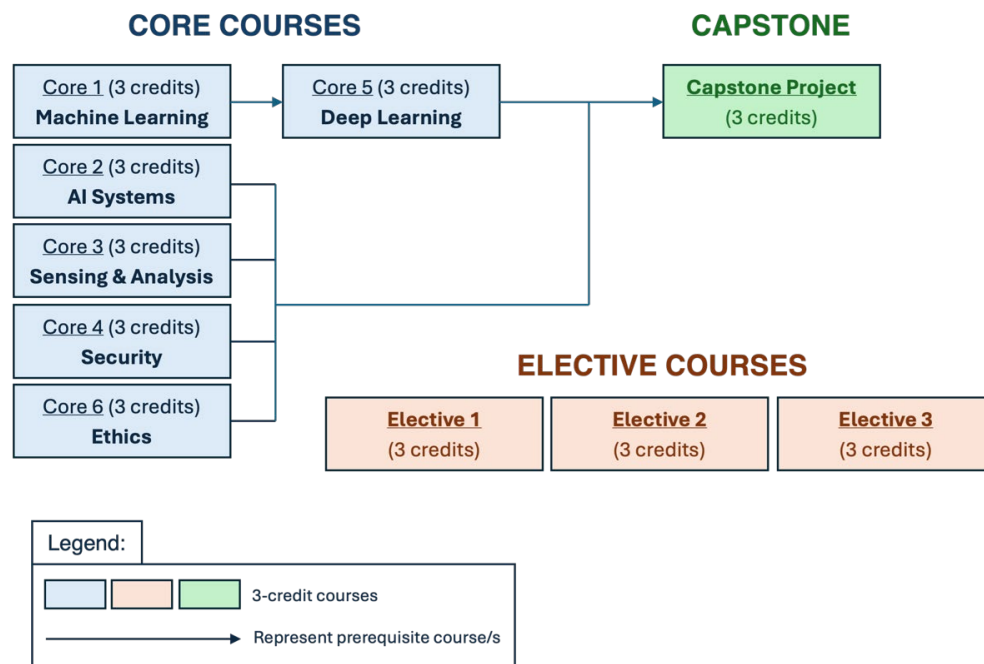 CORE COURSES
CAPSTONE
Core 1 (3 credits)
Machine Learning
Core 5 (3 credits)
Deep Learning
Capstone Project
(3 credits)
Core 2 (3 credits)
AI Systems
Core 3 (3 credits)
Sensing & Analysis
Core 4 (3 credits)
Security
Core 6 (3 credits)
Ethics
ELECTIVE COURSES
Elective 1
(3 credits)
Elective 2
(3 credits)
Elective 3
(3 credits)
Legend:
3-credit courses
Represent prerequisite course/s